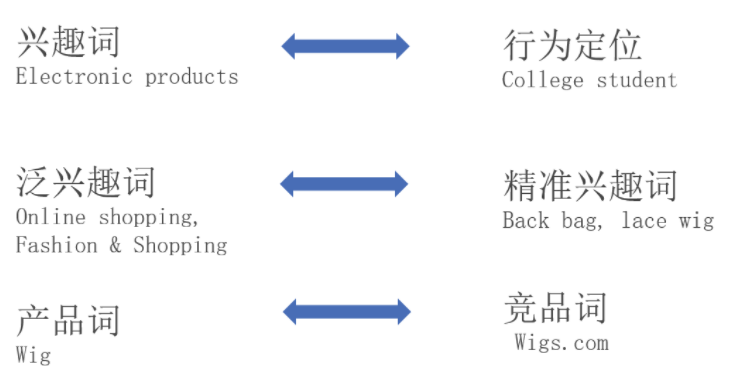 兴趣词
Electronic products
行为定位
College student
泛兴趣词
Online shopping,
Fashion & Shopping
精准兴趣词
Back bag, lace wig
产品词
Wig
竞品词
Wigs.com